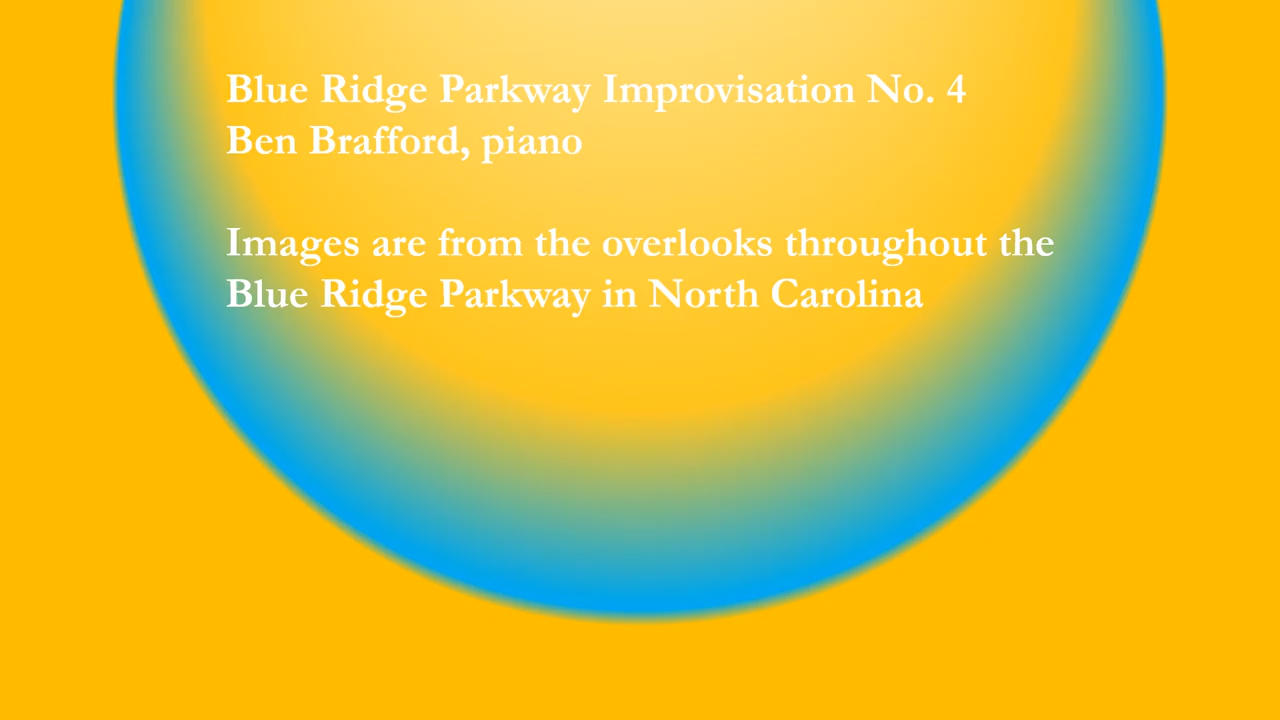 Blue Ridge Parkway Improvisation No. 4
Ben Brafford, piano
Images are from the overlooks throughout the
Blue Ridge Parkway in North Carolina